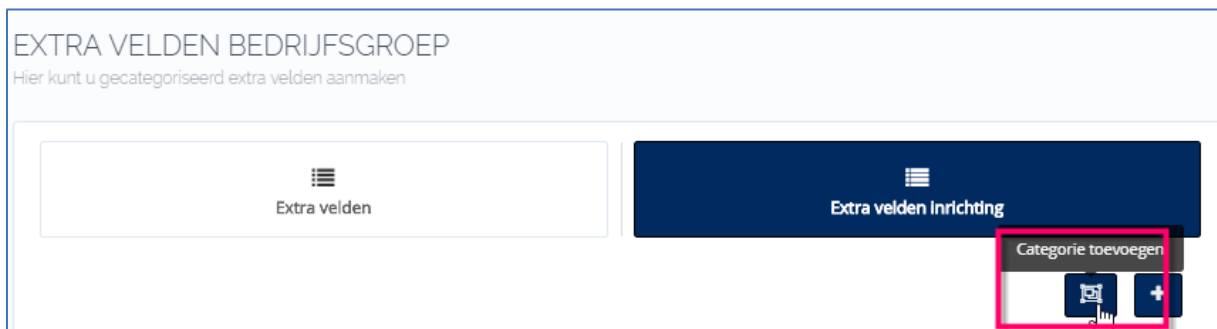 EXTRA VELDEN BEDRIJFSGROEP
Hier kunt u gecategoriseerd extra velden aanmaken
Extra velden
Extra velden inrichting
Categorie toevoegen